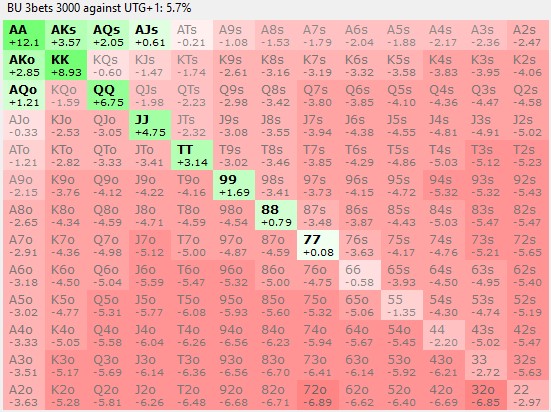 BU 3bets 3000 against UTG+1: 5.7%
AA AKs AQs AJs ATs A9s A8s A7s A6s A5s A4s A3s A2s
+12.1 +3.57 +2.05 +0.61 -0.21 -1.08 -1.53 -1.79 -2.04 -1.88 -2.17 -2.36 -2.47
AKo KK KQs KJs KTs K9s K8s K7s K6s K5s K4s K3s K2s
+2.85 +8.93 -0.60 -1.47 -1.74 -2.61 -3.16 -3.19 -3.32 -3.58 -3.83 -3.95 -4.06
AQo KQo QQ QJs QTs Q9s Q8s Q7s Q6s Q5s Q4s Q3s Q2s
+1.21 -1.59 +6.75 -1.98 -2.23 -2.98 -3.42 -3.80 -3.85 -4.10 -4.36 -4.47 -4.58
AJo KJo QJo JJ JTs J9s J8s J7s J6s J5s J4s J3s J2s
-0.33 -2.53 -3.05 +4.75 -2.32 -3.08 -3.55 -3.94 -4.38 -4.55 -4.81 -4.91 -5.02
ATo KTo QTo JTo TT T9s T8s T7s T6s T5s T4s T3s T2s
-1.21 -2.82 -3.33 -3.41 +3.14 -3.02 -3.46 -3.85 -4.29 -4.86 -5.03 -5.12 -5.23
A9o K9o Q9o J9o T9o 99 98s 97s 96s 95s 94s 93s 92s
-2.15 -3.76 -4.09 -4.22 -4.16 +1.69 -3.41 -3.73 -4.15 -4.72 -5.32 -5.32 -5.43
A8o K8o Q8o J8o T8o 98o 88 87s 86s 85s 84s 83s 82s
-2.65 -4.34 -4.59 -4.71 -4.59 -4.54 +0.79 -3.48 -3.87 -4.43 -5.03 -5.47 -5.47
A7o K7o Q7o J7o T7o 97o 87o 77 76s 75s 74s 73s 72s
-2.91 -4.36 -4.98 -5.12 -5.00 -4.87 -4.59 +0.08 -3.63 -4.17 -4.76 -5.21 -5.65
A6o K6o Q6o J6o T6o 96o 86o 76o 66 65s 64s 63s 62s
-3.18 -4.50 -5.04 -5.59 -5.47 -5.32 -5.00 -4.75 -0.58 -3.93 -4.50 -4.95 -5.40
A5o K5o Q5o J5o T5o 95o 85o 75o 65o 55 54s 53s 52s
-3.02 -4.77 -5.31 -5.77 -6.08 -5.93 -5.60 -5.32 -5.06 -1.35 -4.30 -4.74 -5.19
A4o K4o Q4o J4o T4o 94o 84o 74o 64o 54o 44 43s 42s
-3.33 -5.05 -5.58 -6.04 -6.26 -6.56 -6.23 -5.94 -5.67 -5.45 -2.20 -5.02 -5.47
A3o K3o Q3o J3o T3o 93o 83o 73o 63o 53o 43o 33 32s
-3.51 -5.17 -5.69 -6.14 -6.36 -6.56 -6.70 -6.41 -6.14 -5.92 -6.21 -2.72 -5.63
A2o K2o Q2o J2o T2o 92o 82o 72o 62o 52o 42o 32o 22
-3.63 -5.28 -5.81 -6.26 -6.48 -6.68 -6.71 -6.89 -6.62 -6.40 -6.69 -6.85 -2.97